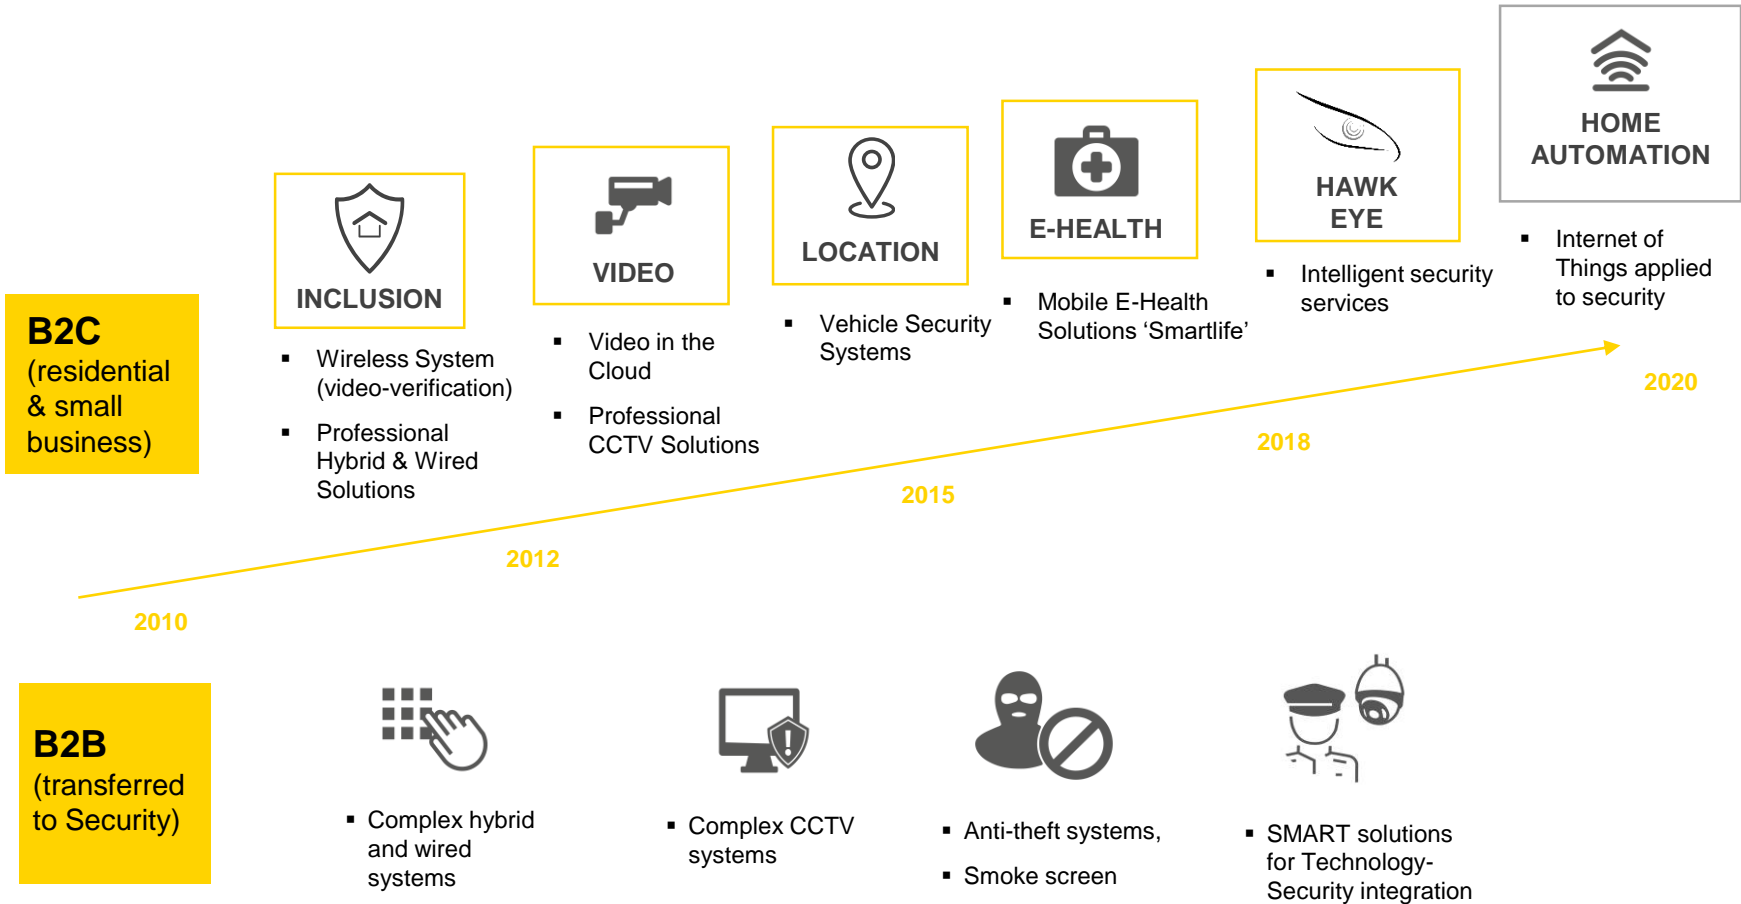 B2C
(residential
& small
business)
INCLUSION
▪ Wireless System
(video-verification)
▪ Professional
Hybrid & Wired
Solutions
VIDEO
▪ Video in the
Cloud
▪ Professional
CCTV Solutions
LOCATION
▪ Vehicle Security
Systems
E-HEALTH
▪ Mobile E-Health
Solutions ‘Smartlife’
HAWK
EYE
▪ Intelligent security
services
HOME
AUTOMATION
▪ Internet of
Things applied
to security
2010
2012
2015
2018
2020
B2B
(transferred
to Security)
▪ Complex hybrid
and wired
systems
▪ Complex CCTV
systems
▪ Anti-theft systems,
▪ Smoke screen
▪ SMART solutions
for Technology-
Security integration